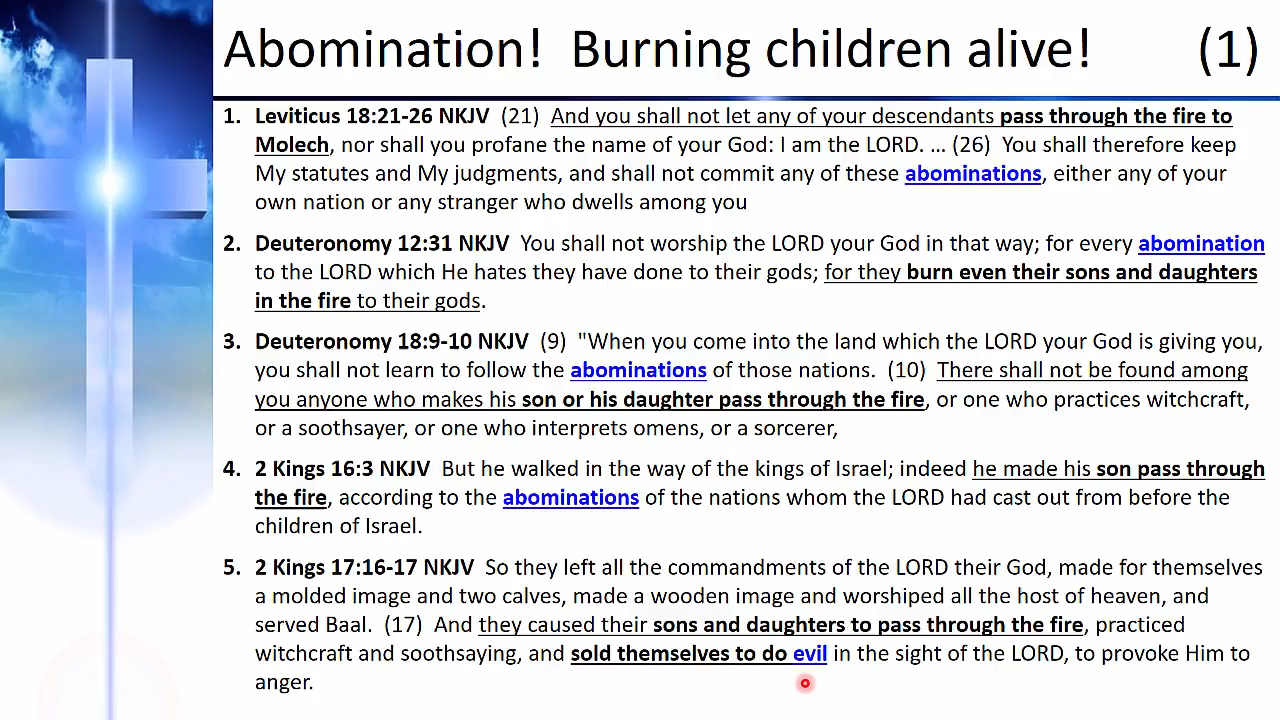 Abomination!  Burning children alive! (1)
1. Leviticus 18:21-26 NKJV (21) And you shall not let any of your descendants pass through the fire to
Molech, nor shall you profane the name of your God: I am the LORD. ... (26) You shall therefore keep
My statutes and My judgments, and shall not commit any of these abominations, either any of your
own nation or any stranger who dwells among you
2. Deuteronomy 12:31 NKJV You shall not worship the LORD your God in that way; for every abomination
to the LORD which He hates they have done to their gods; for they burn even their sons and daughters
in the fire to their gods.
3. Deuteronomy 18:9-10 NKJV (9) "When you come into the land which the LORD your God is giving you,
you shall not learn to follow the abominations of those nations. (10) There shall not be found among
you anyone who makes his son or his daughter pass through the fire, or one who practices witchcraft,
or a soothsayer, or one who interprets omens, or a sorcerer,
4. 2 Kings 16:3 NKJV But he walked in the way of the kings of Israel; indeed he made his son pass through
the fire, according to the abominations of the nations whom the LORD had cast out from before the
children of Israel.
5. 2 Kings 17:16-17 NKJV So they left all the commandments of the LORD their God, made for themselves
a molded image and two calves, made a wooden image and worshiped all the host of heaven, and
served Baal. (17) And they caused their sons and daughters to pass through the fire, practiced
witchcraft and soothsaying, and sold themselves to do evil in the sight of the LORD, to provoke Him to
anger.